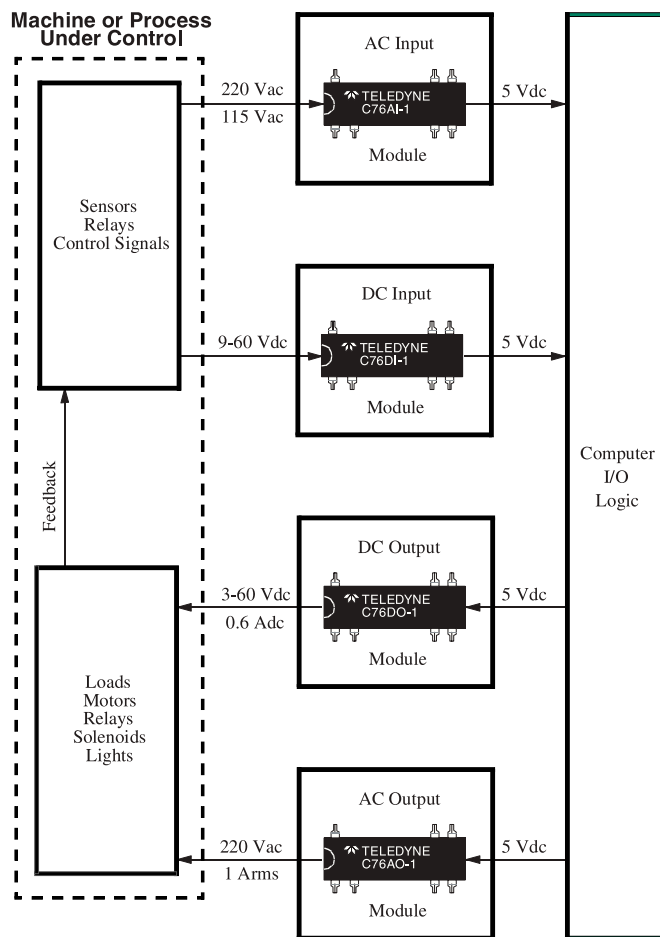 Machine or Process
Under Control
Sensors
Relays
Control Signals
220 Vac
115 Vac
AC Input
TELEDYNE
C76AI-1
Module
5 Vdc
9-60 Vdc
DC Input
TELEDYNE
C76DI-1
Module
5 Vdc
Feedback
Computer
I/O
Logic
Loads
Motors
Relays
Solenoids
Lights
3-60 Vdc
0.6 Adc
DC Output
TELEDYNE
C76DO-1
Module
5 Vdc
220 Vac
1 Arms
AC Output
TELEDYNE
C76AO-1
Module
5 Vdc